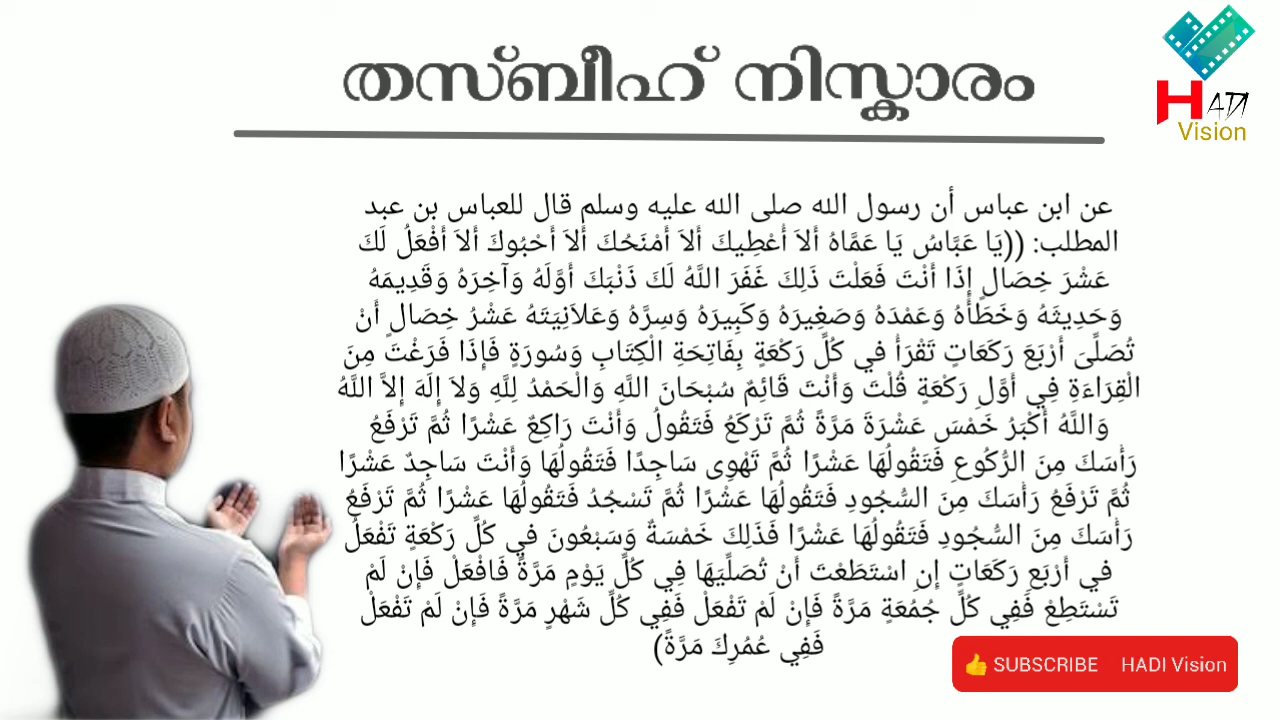 തസ്ബീഹ് നിസ്കാരം
HADI
Vision
عن ابن عباس أن رسول الله صلى الله عليه وسلم قال للعباس بن عبد
المطلب: ((يَا عَبَّاسُ يَا عَمَّاهُ أَلاَ أُعْطِيكَ أَلاَ أَمْنَحُكَ أَلاَ أَحْبُوكَ أَلاَ أَفْعَلُ لَكَ
عَشْرَ خِصَالٍ إِذَا أَنْتَ فَعَلْتَ ذَلِكَ غَفَرَ اللَّهُ لَكَ ذَنْبَكَ أَوَّلَهُ وَآخِرَهُ وَقَدِيمَهُ
وَحَدِيثَهُ وَخَطَأَهُ وَعَمْدَهُ وَصَغِيرَهُ وَكَبِيرَهُ وَسِرَّهُ وَعَلاَنِيَتَهُ عَشْرُ خِصَالٍ أَنْ
تُصَلِّىَ أَرْبَعَ رَكَعَاتٍ تَقْرَأُ في كُلِّ رَكْعَةٍ بِفَاتِحَةِ الْكِتَابِ وَسُورَةٍ فَإِذَا فَرَغْتَ مِنَ
الْقِرَاءَةِ فِي أَوَّلِ رَكْعَةٍ قُلْتَ وَأَنْتَ قَائِمٌ سُبْحَانَ اللَّهِ وَالْحَمْدُ لِلَّهِ وَلاَ إِلَهَ إِلاَّ اللَّهُ
وَاللَّهُ أَكْبَرُ خَمْسَ عَشْرَةَ مَرَّةً ثُمَّ تَرْكَعُ فَتَقُولُ وَأَنْتَ رَاكِعٌ عَشْرًا ثُمَّ تَرْفَعُ
رَأْسَكَ مِنَ الرُّكُوعِ فَتَقُولُهَا عَشْرًا ثُمَّ تَهْوِى سَاجِدًا فَتَقُولُهَا وَأَنْتَ سَاجِدٌ عَشْرًا
ثُمَّ تَرْفَعُ رَأْسَكَ مِنَ السُّجُودِ فَتَقُولُهَا عَشْرًا ثُمَّ تَسْجُدُ فَتَقُولُهَا عَشْرًا ثُمَّ تَرْفَعُ
رَأْسَكَ مِنَ السُّجُودِ فَتَقُولُهَا عَشْرًا فَذَلِكَ خَمْسَةٌ وَسَبْعُونَ في كُلِّ رَكْعَةٍ تَفْعَلُ
في أَرْبَعِ رَكَعَاتٍ إِنِ اسْتَطَعْتَ أَنْ تُصَلِّيَهَا فِي كُلِّ يَوْمٍ مَرَّةً فَافْعَلْ فَإِنْ لَمْ
تَسْتَطِعْ فَفِي كُلِّ جُمُعَةٍ مَرَّةً فَإِنْ لَمْ تَفْعَلْ فَفِي كُلِّ شَهْرٍ مَرَّةً فَإِنْ لَمْ تَفْعَلْ
فَفِي عُمُرِكَ مَرَّةً)
👍 SUBSCRIBE HADI Vision